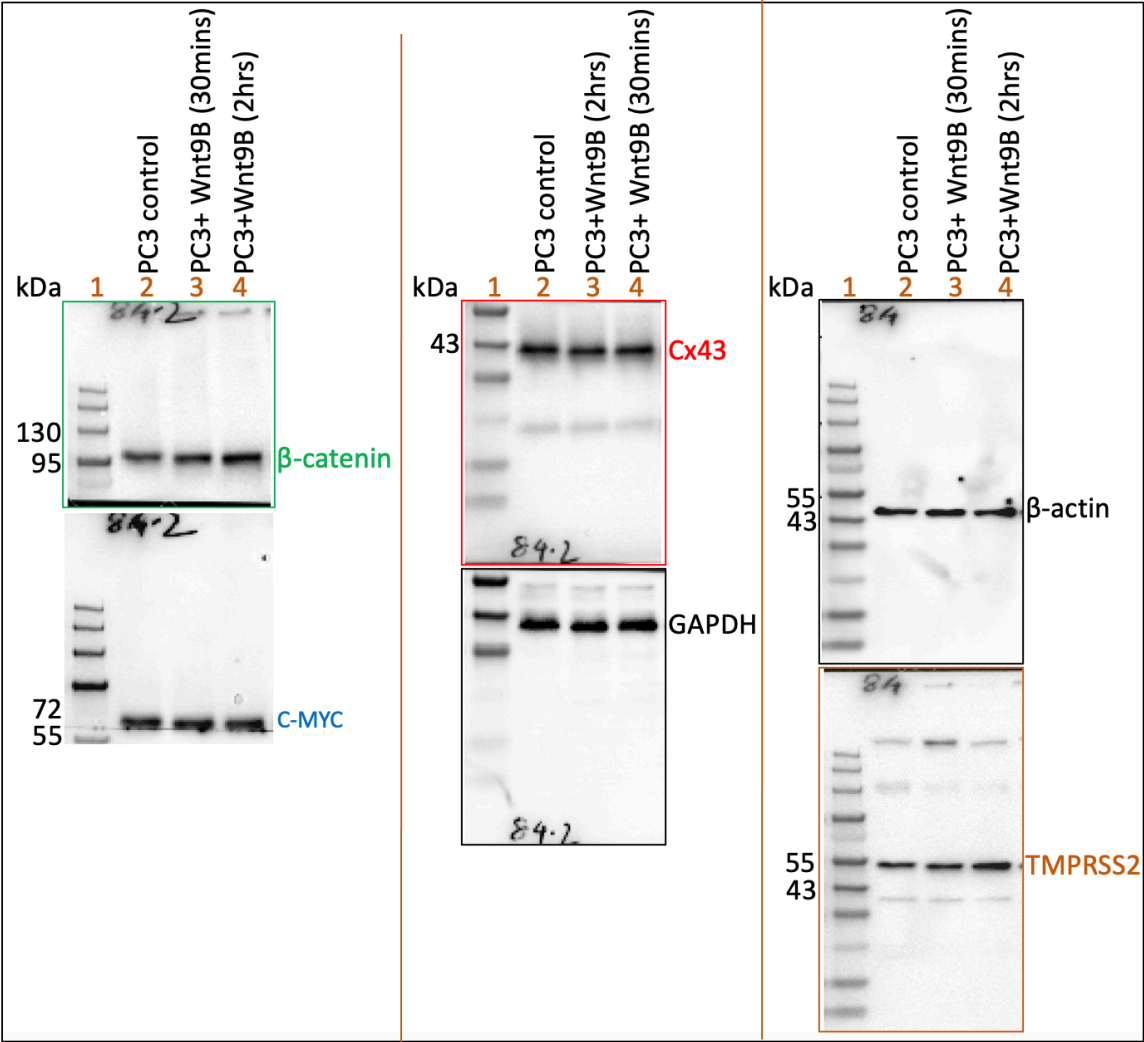 PC3 control
PC3+ Wnt9B (30mins)
PC3+Wnt9B (2hrs)
kDa 1 2 3 4
84.2
130
95
β-catenin
84.2
72
55
C-MYC
PC3 control
PC3+Wnt9B (2hrs)
PC3+ Wnt9B (30mins)
kDa 1 2 3 4
43
Cx43
84.2
GAPDH
84.2
PC3 control
PC3+ Wnt9B (30mins)
PC3+Wnt9B (2hrs)
kDa 1 2 3 4
84
55
43
β-actin
84
55
43
TMPRSS2